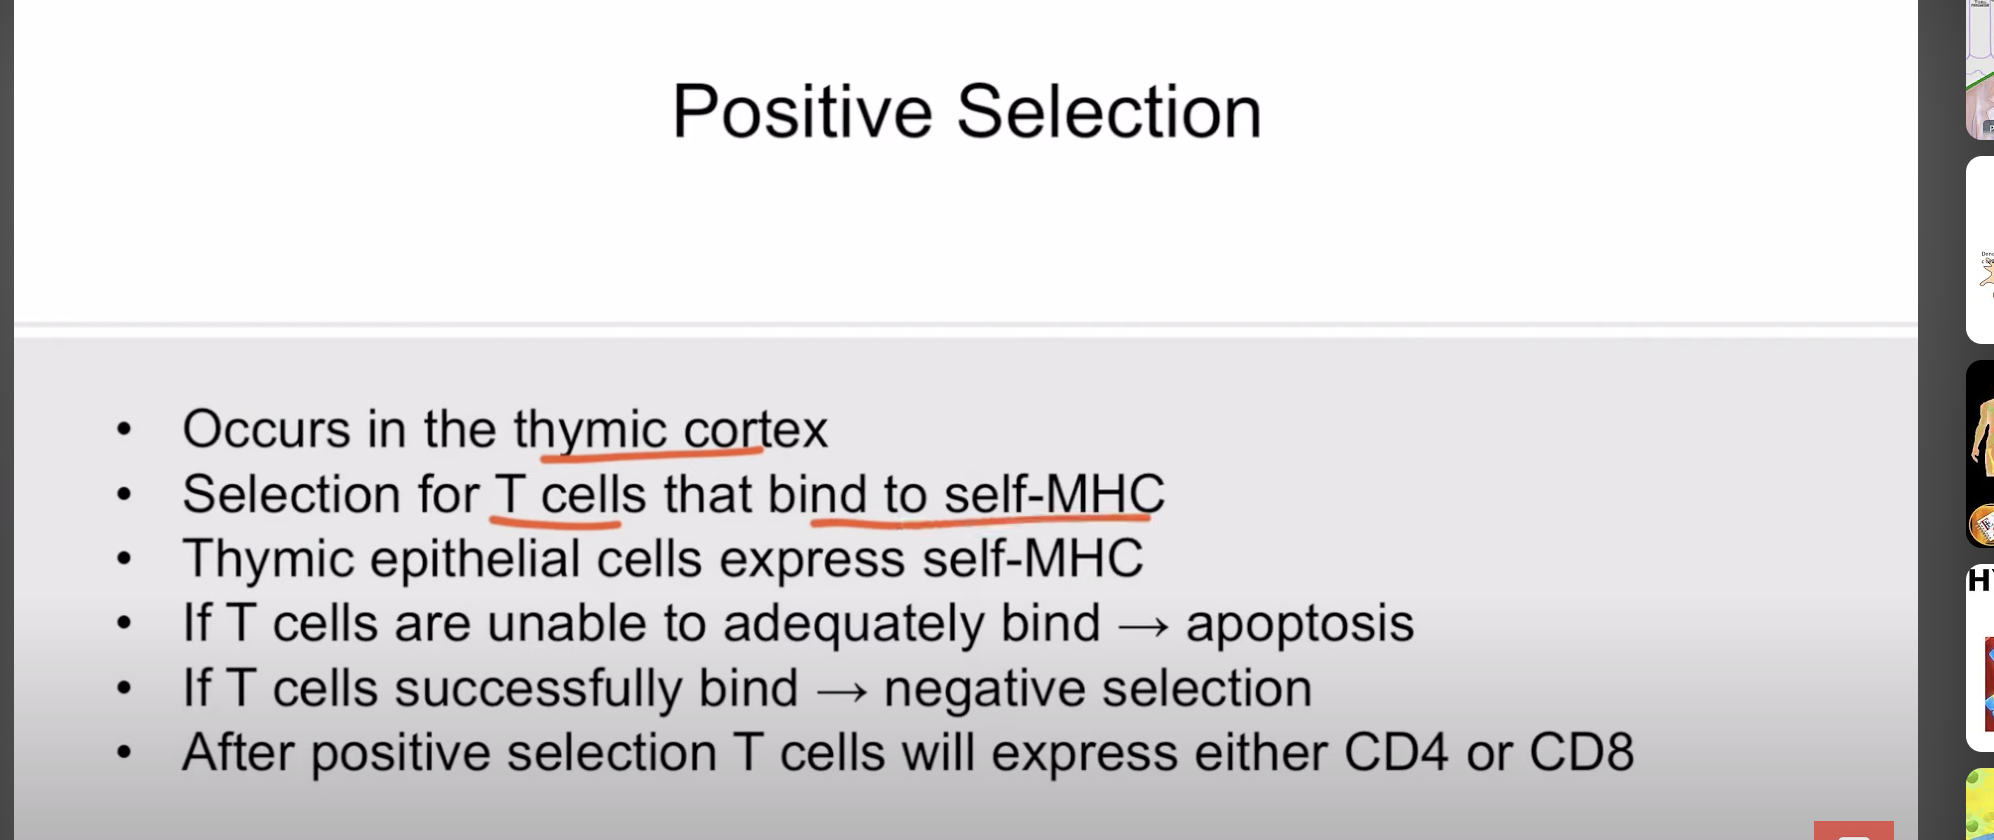 Positive Selection
• Occurs in the thymic cortex
• Selection for T cells that bind to self-MHC
• Thymic epithelial cells express self-MHC
• If T cells are unable to adequately bind → apoptosis
• If T cells successfully bind → negative selection
• After positive selection T cells will express either CD4 or CD8